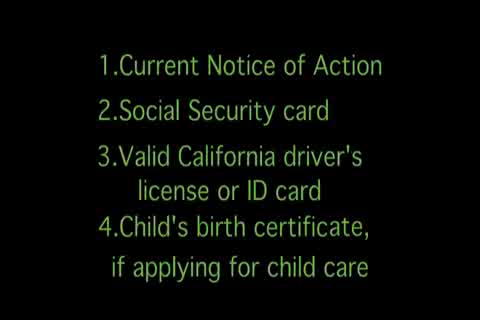 1.Current Notice of Action
2.Social Security card
3.Valid California driver's
license or ID card
4.Child's birth certificate,
if applying for child care